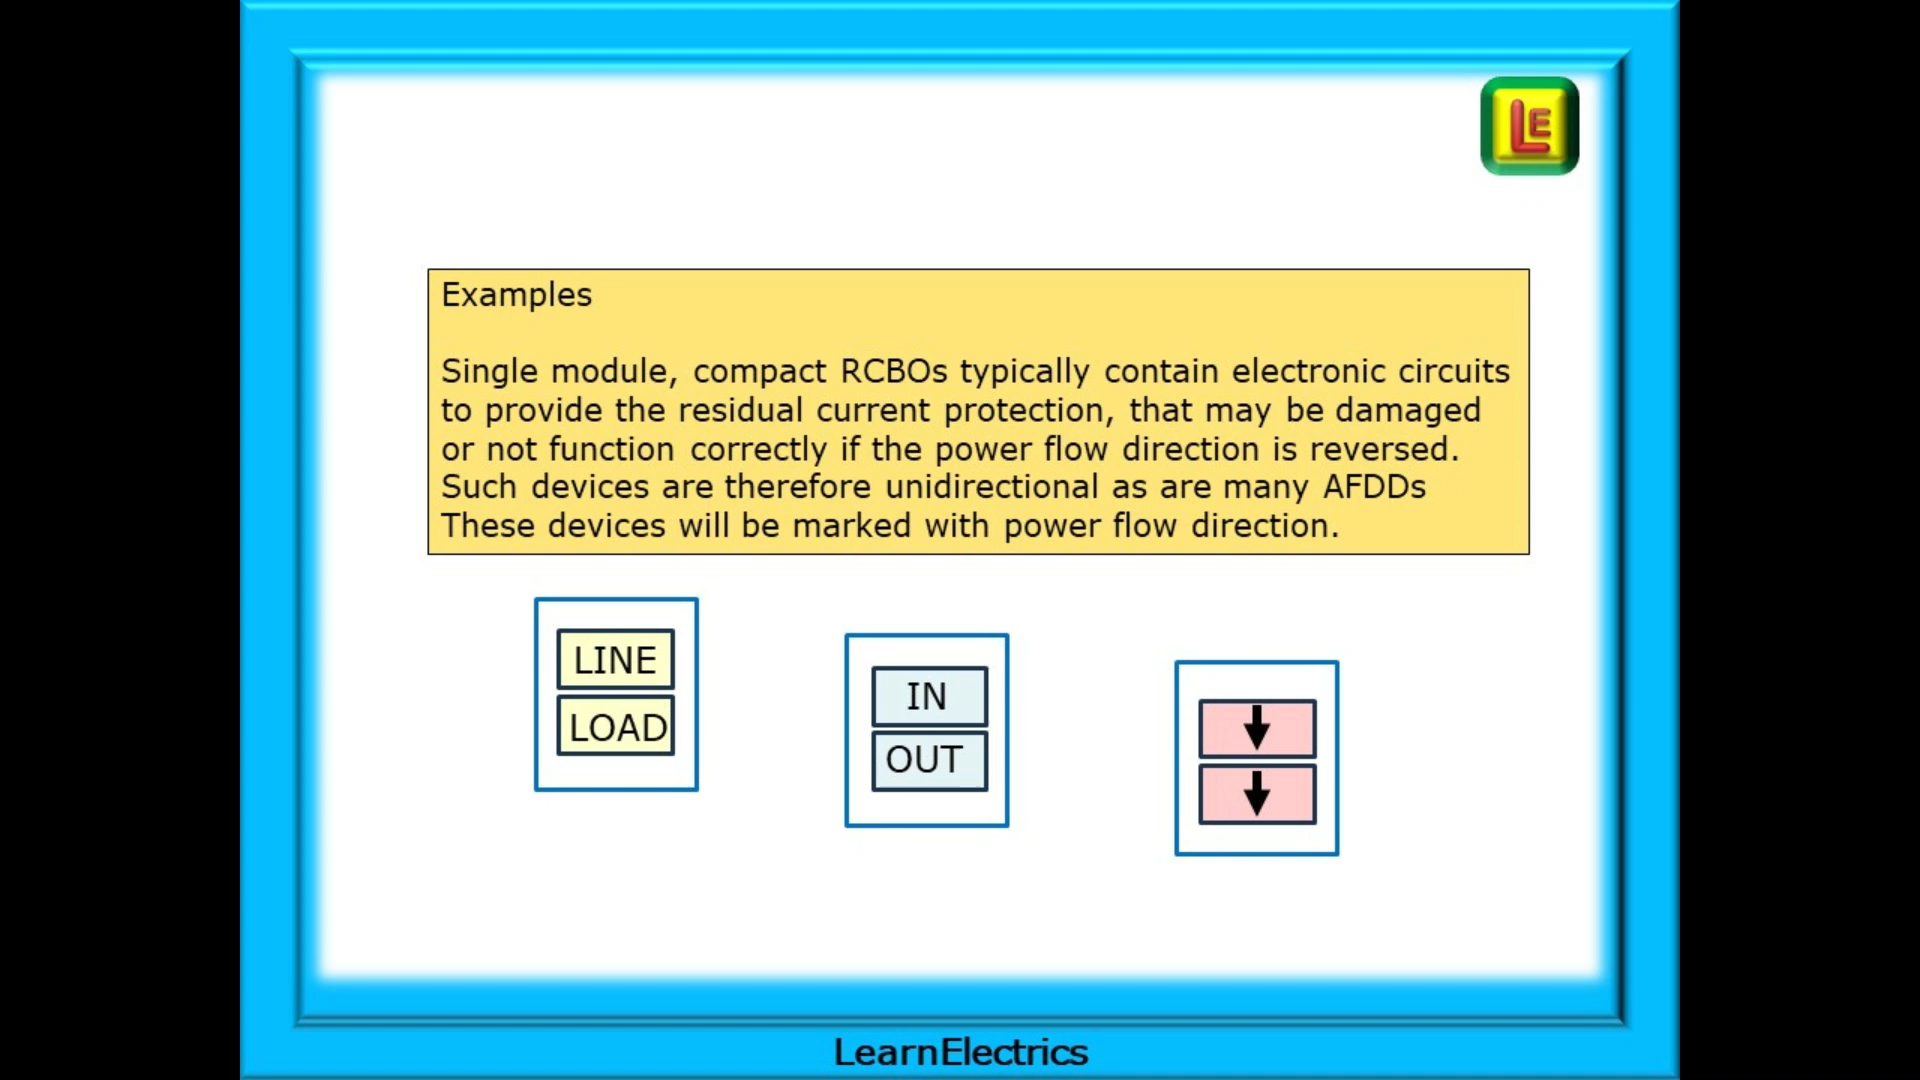 LE
Examples
Single module, compact RCBOs typically contain electronic circuits
to provide the residual current protection, that may be damaged
or not function correctly if the power flow direction is reversed.
Such devices are therefore unidirectional as are many AFDDs
These devices will be marked with power flow direction.
LINE
LOAD
IN
OUT
LearnElectrics